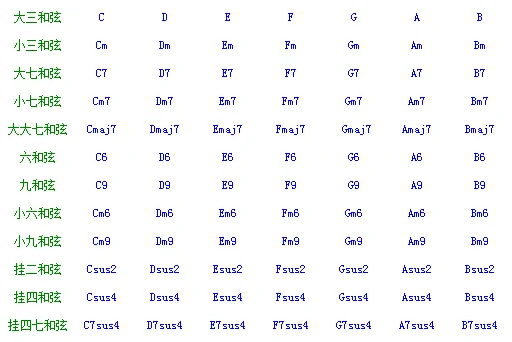 大三和弦 C D E F G A B
小三和弦 Cm Dm Em Fm Gm Am Bm
大七和弦 C7 D7 E7 F7 G7 A7 B7
小七和弦 Cm7 Dm7 Em7 Fm7 Gm7 Am7 Bm7
大大七和弦 Cmaj7 Dmaj7 Emaj7 Fmaj7 Gmaj7 Amaj7 Bmaj7
六和弦 C6 D6 E6 F6 G6 A6 B6
九和弦 C9 D9 E9 F9 G9 A9 B9
小六和弦 Cm6 Dm6 Em6 Fm6 Gm6 Am6 Bm6
小九和弦 Cm9 Dm9 Em9 Fm9 Gm9 Am9 Bm9
挂二和弦 Csus2 Dsus2 Esus2 Fsus2 Gsus2 Asus2 Bsus2
挂四和弦 Csus4 Dsus4 Esus4 Fsus4 Gsus4 Asus4 Bsus4
挂四七和弦 C7sus4 D7sus4 E7sus4 F7sus4 G7sus4 A7sus4 B7sus4